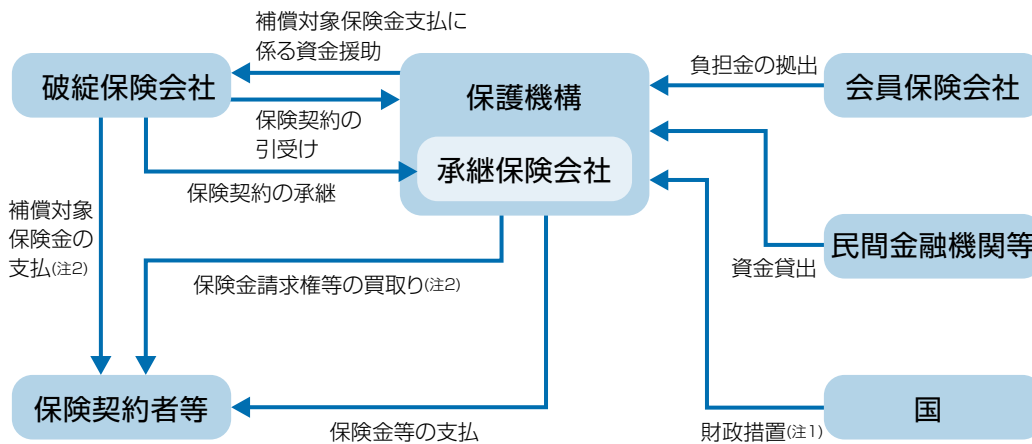 補償対象保険金支払に
係る資金援助
破綻保険会社
保護機構
負担金の拠出
会員保険会社
保険契約の
引受け
承継保険会社
保険契約の承継
補償対象
保険金の
支払(注2)
民間金融機関等
資金貸出
保険金請求権等の買取り(注2)
保険契約者等
国
保険金等の支払
財政措置(注1)